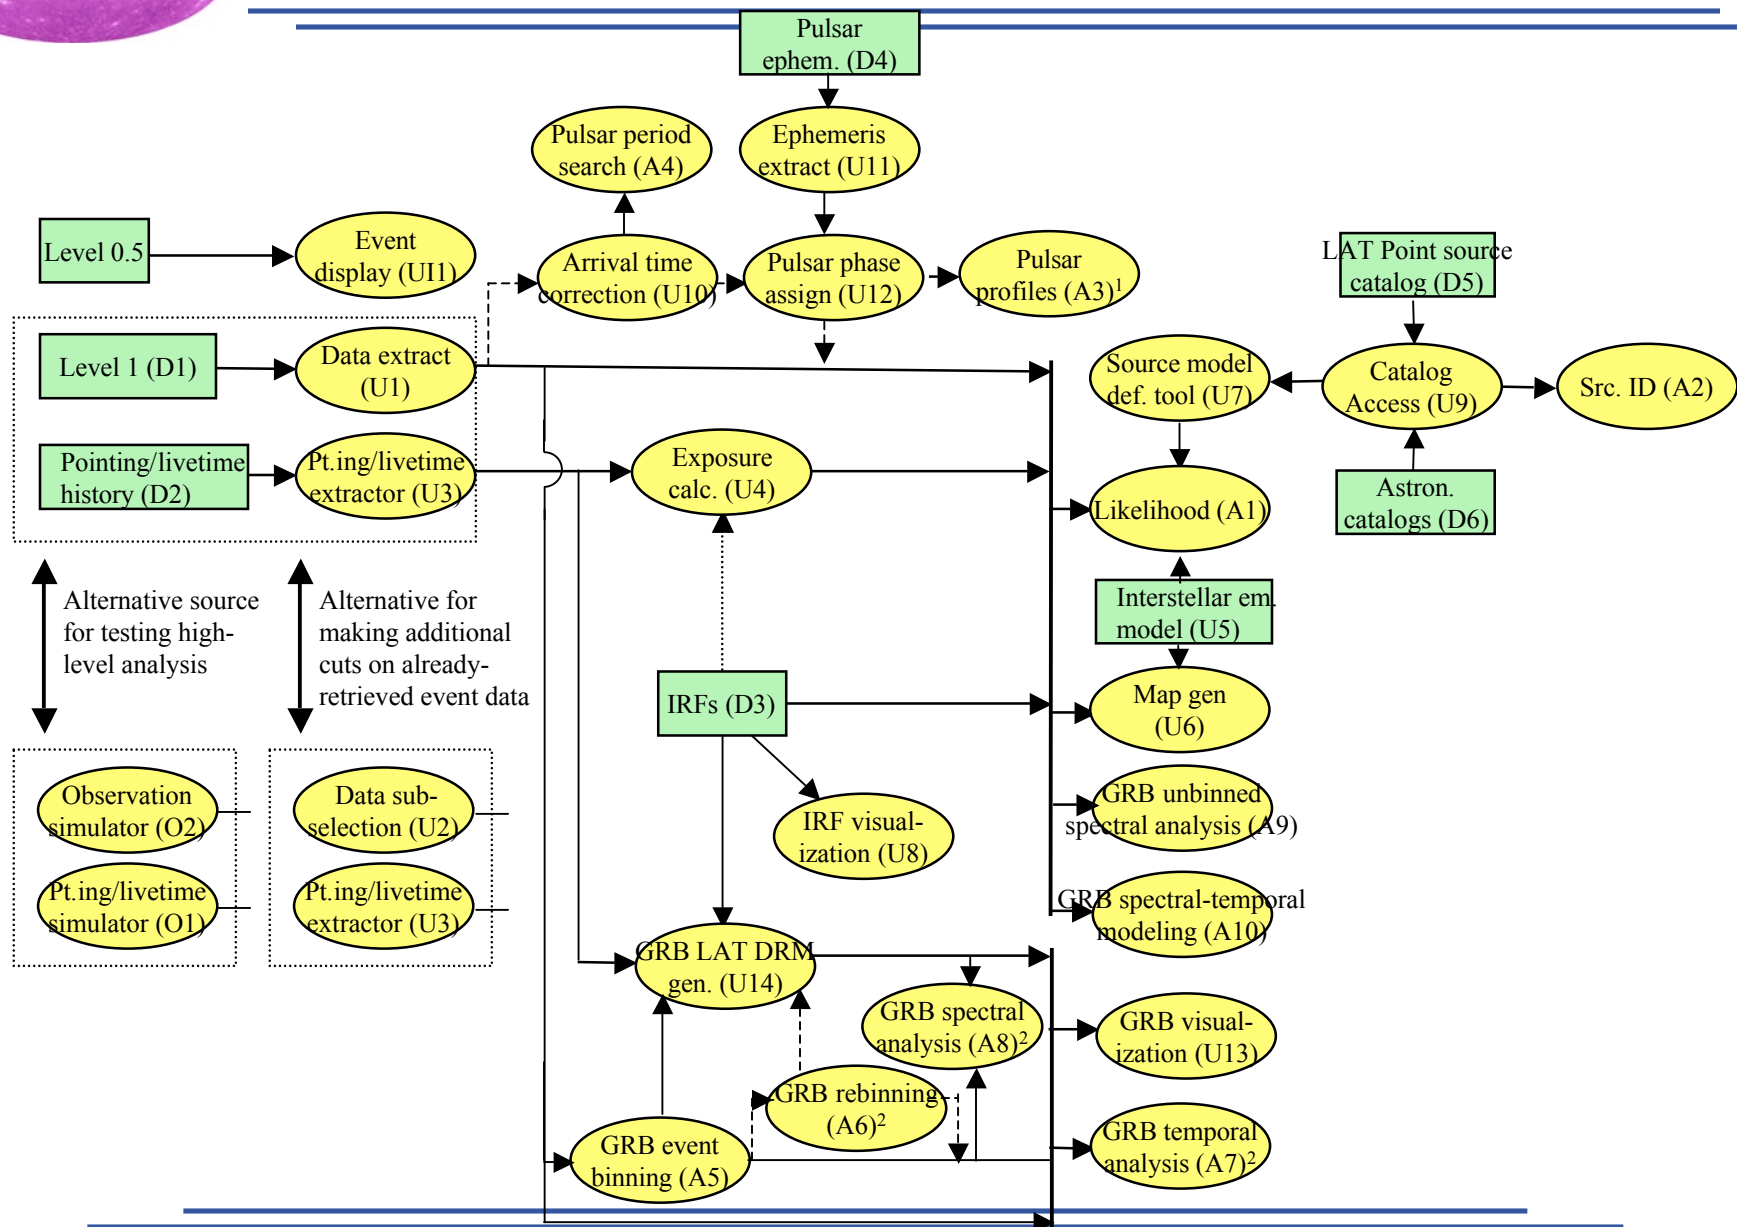 Pulsar
ephem. (D4)
Pulsar period
search (A4)
Ephemeris
extract (U11)
Level 0.5
Event
display (UI1)
Arrival time
correction (U10)
Pulsar phase
assign (U12)
Pulsar
profiles (A3)¹
LAT Point source
catalog (D5)
Level 1 (D1)
Data extract
(U1)
Source model
def. tool (U7)
Catalog
Access (U9)
Src. ID (A2)
Pointing/livetime
history (D2)
Pt.ing/livetime
extractor (U3)
Exposure
calc. (U4)
Likelihood (A1)
Astron.
catalogs (D6)
Alternative source
for testing high-
level analysis
Alternative for
making additional
cuts on already-
retrieved event data
Interstellar em.
model (U5)
IRFs (D3)
Map gen
(U6)
Observation
simulator (O2)
Data sub-
selection (U2)
IRF visual-
ization (U8)
GRB unbinned
spectral analysis (A9)
Pt.ing/livetime
simulator (O1)
Pt.ing/livetime
extractor (U3)
GRB spectral-temporal
modeling (A10)
GRB LAT DRM
gen. (U14)
GRB spectral
analysis (A8)²
GRB visual-
ization (U13)
GRB rebinning
(A6)²
GRB event
binning (A5)
GRB temporal
analysis (A7)²